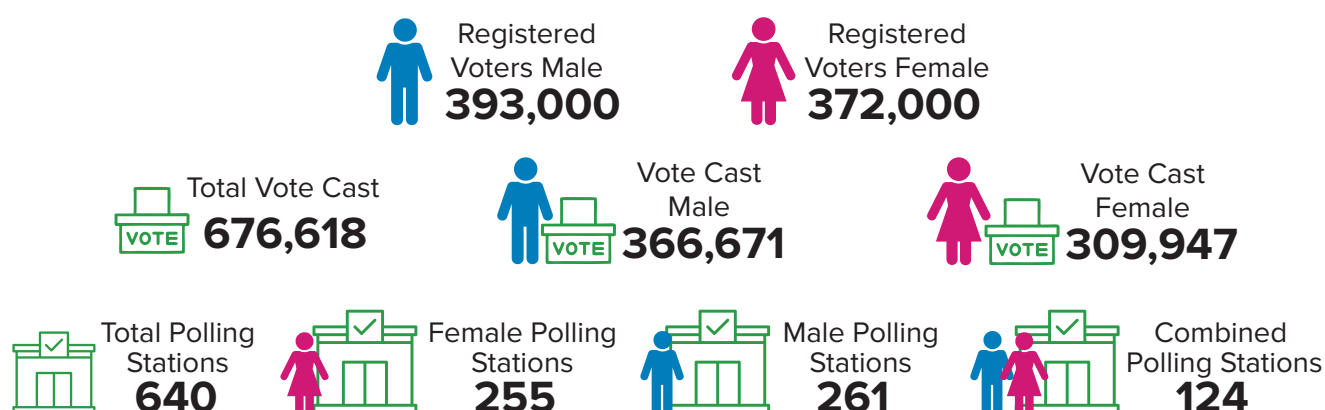 Registered
Voters Male
393,000
Registered
Voters Female
372,000
Total Vote Cast
VOTE
676,618
Vote Cast
Male
VOTE
366,671
Vote Cast
Female
VOTE
309,947
Total Polling
Stations
640
Female Polling
Stations
255
Male Polling
Stations
261
Combined
Polling Stations
124